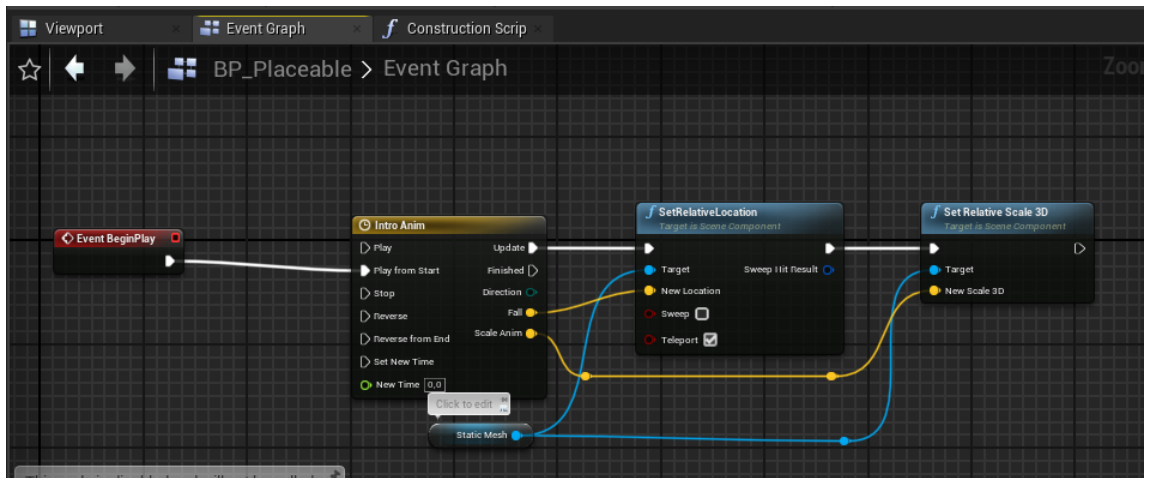 Viewport
Event Graph
Construction Scrip
BP_Placeable > Event Graph
Zoo
Event BeginPlay
Intro Anim
Play
Update
Play from Start
Finished
Stop
Direction
Reverse
Fall
Reverse from End
Scale Anim
Set New Time
New Time 0,0
Click to edit
Static Mesh
SetRelativeLocation
Target is Scene Component
Target
Sweep Hit Result
New Location
Sweep
Teleport
Set Relative Scale 3D
Target is Scene Component
Target
New Scale 3D